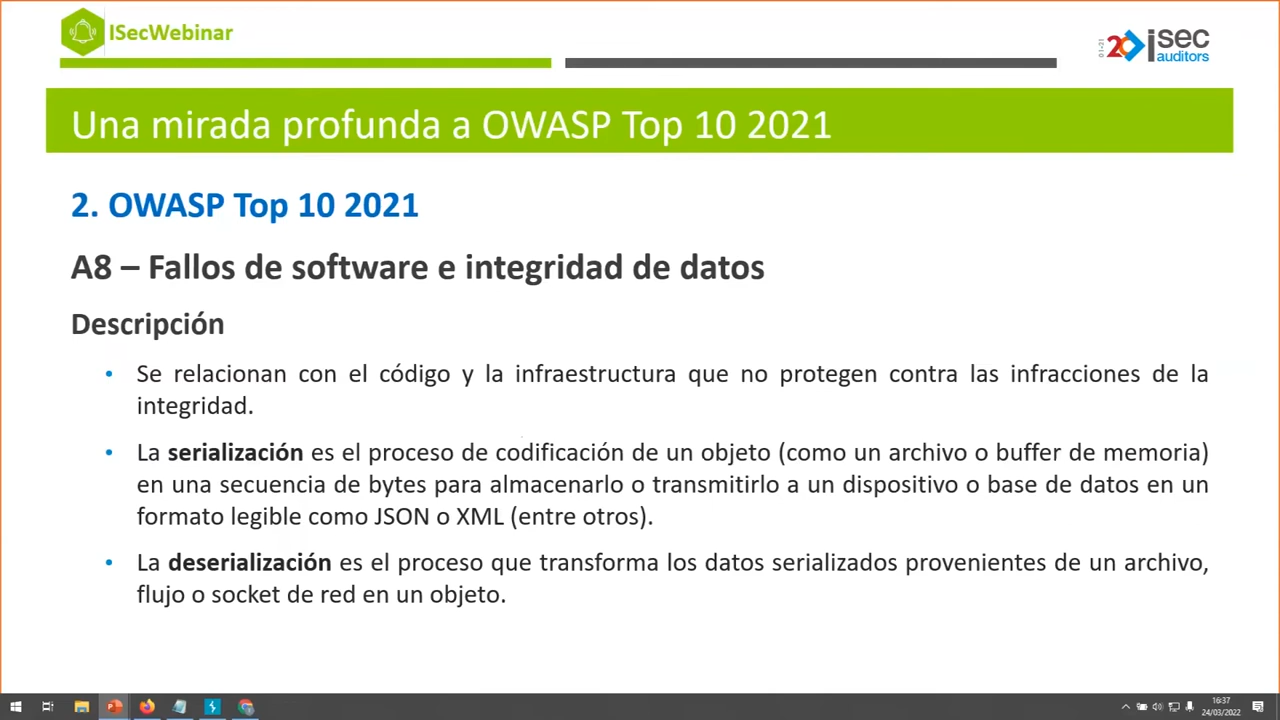 ISecWebinar
20 isec
auditors
Una mirada profunda a OWASP Top 10 2021
2. OWASP Top 10 2021
A8 – Fallos de software e integridad de datos
Descripción
• Se relacionan con el código y la infraestructura que no protegen contra las infracciones de la
integridad.
• La serialización es el proceso de codificación de un objeto (como un archivo o buffer de memoria)
en una secuencia de bytes para almacenarlo o transmitirlo a un dispositivo o base de datos en un
formato legible como JSON o XML (entre otros).
• La deserialización es el proceso que transforma los datos serializados provenientes de un archivo,
flujo o socket de red en un objeto.
16:37
24/03/2022